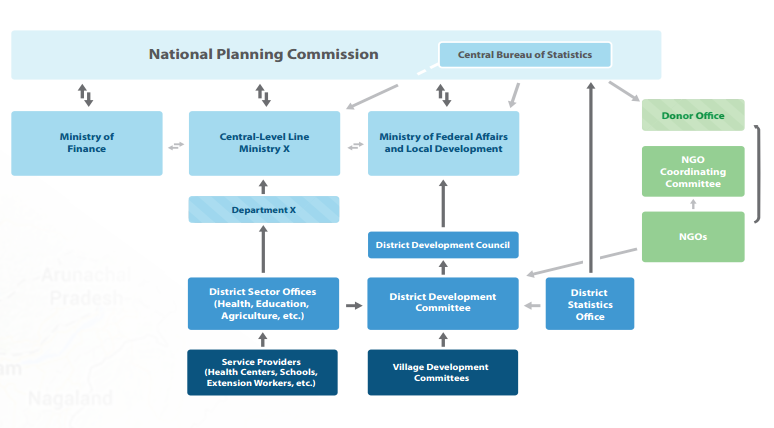 National Planning Commission
Central Bureau of Statistics
Ministry of
Finance
Central-Level Line
Ministry X
Ministry of Federal Affairs
and Local Development
Donor Office
NGO
Coordinating
Committee
Department X
NGOs
District Development Council
District Sector Offices
(Health, Education,
Agriculture, etc.)
District Development
Committee
District
Statistics
Office
Service Providers
(Health Centers, Schools,
Extension Workers, etc.)
Village Development
Committees
Arunachal
Pradesh
Nagaland